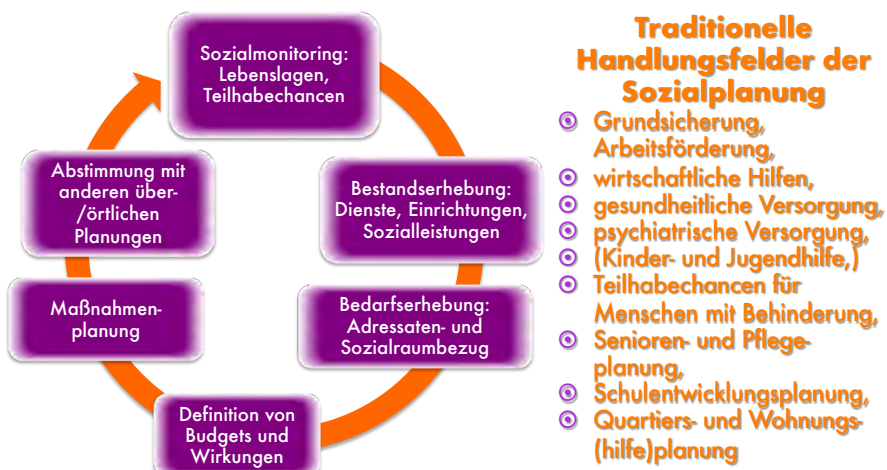 Sozialmonitoring:
Lebenslagen,
Teilhabechancen
Bestandserhebung:
Dienste, Einrichtungen,
Sozialleistungen
Bedarfserhebung:
Adressaten- und
Sozialraumbezug
Definition von
Budgets und
Wirkungen
Maßnahmen-
planung
Abstimmung mit
anderen über-
/örtlichen
Planungen
Traditionelle
Handlungsfelder der
Sozialplanung
Grundsicherung,
Arbeitsförderung,
wirtschaftliche Hilfen,
gesundheitliche Versorgung,
psychiatrische Versorgung,
(Kinder- und Jugendhilfe,)
Teilhabechancen für
Menschen mit Behinderung,
Senioren- und Pflege-
planung,
Schulentwicklungsplanung,
Quartiers- und Wohnungs-
(hilfe)planung